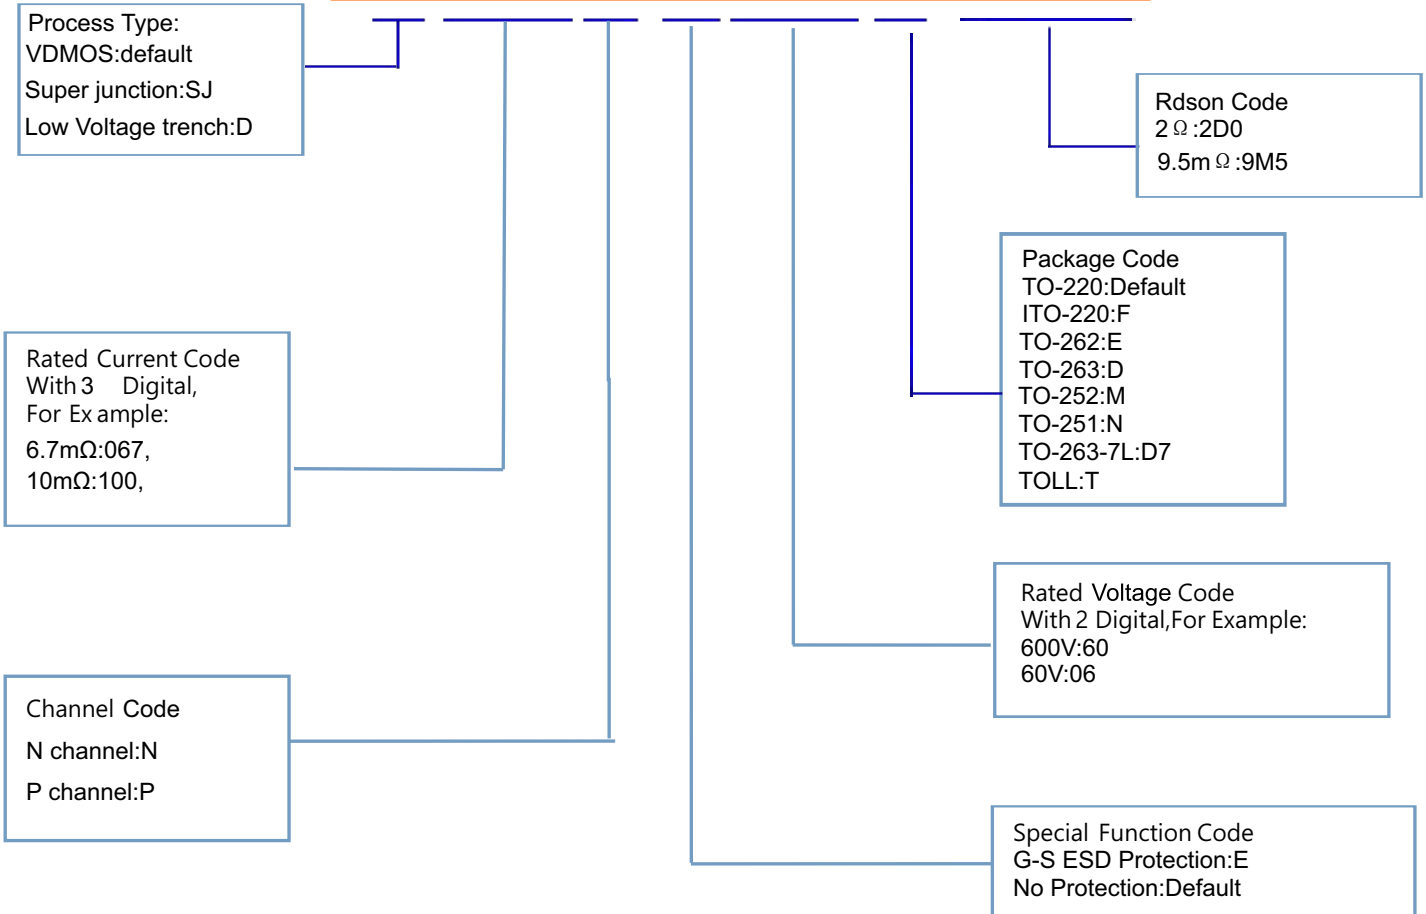 Process Type:
VDMOS:default
Super junction:SJ
Low Voltage trench:D
Rdson Code
2Ω:2D0
9.5mΩ:9M5
Package Code
TO-220:Default
ITO-220:F
TO-262:E
TO-263:D
TO-252:M
TO-251:N
TO-263-7L:D7
TOLL:T
Rated Current Code
With 3 Digital,
For Ex ample:
6.7mΩ:067,
10mΩ:100,
Rated Voltage Code
With 2 Digital,For Example:
600V:60
60V:06
Channel Code
N channel:N
P channel:P
Special Function Code
G-S ESD Protection:E
No Protection:Default